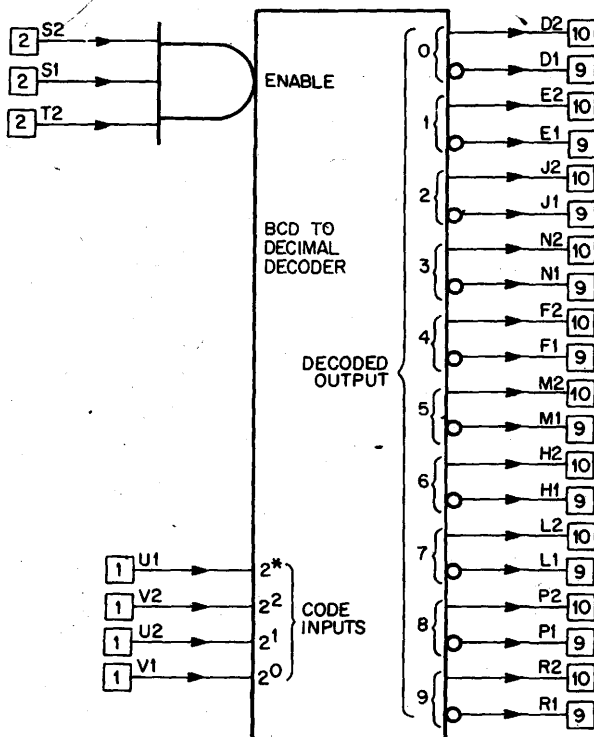 2 S2
2 S1
2 T2
ENABLE
BCD TO
DECIMAL
DECODER
DECODED
OUTPUT
0
D2 10
D1 9
1
E2 10
E1 9
2
J2 10
J1 9
3
N2 10
N1 9
4
F2 10
F1 9
5
M2 10
M1 9
6
H2 10
H1 9
7
L2 10
L1 9
8
P2 10
P1 9
9
R2 10
R1 9
1 U1 2*
1 V2 2²
1 U2 2¹
1 V1 2⁰
CODE
INPUTS